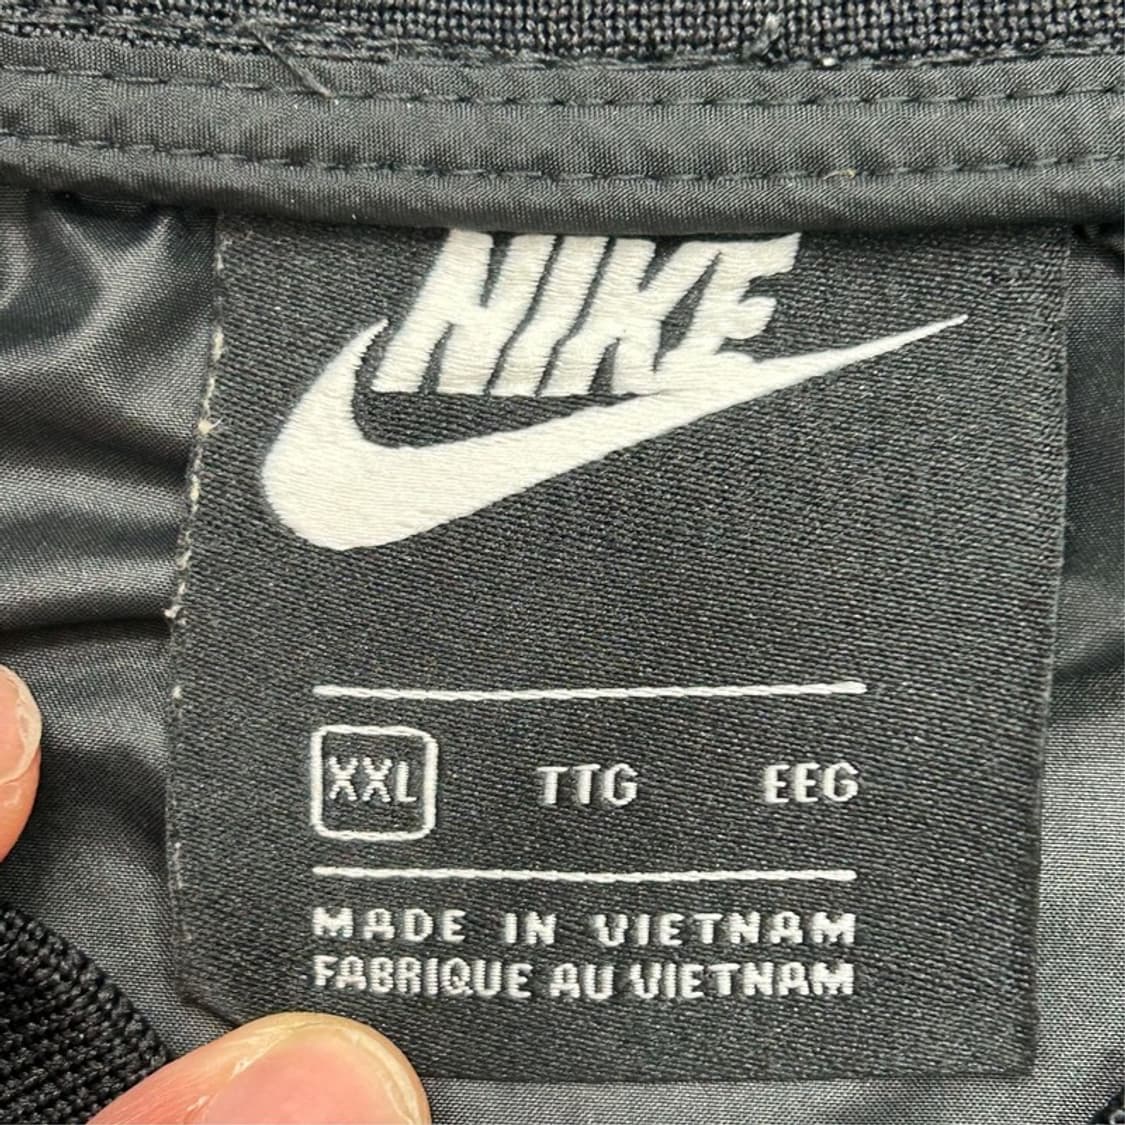 NIKE
XXL TTG EEG
MADE IN VIETNAM
FABRIQUE AU VIETNAM